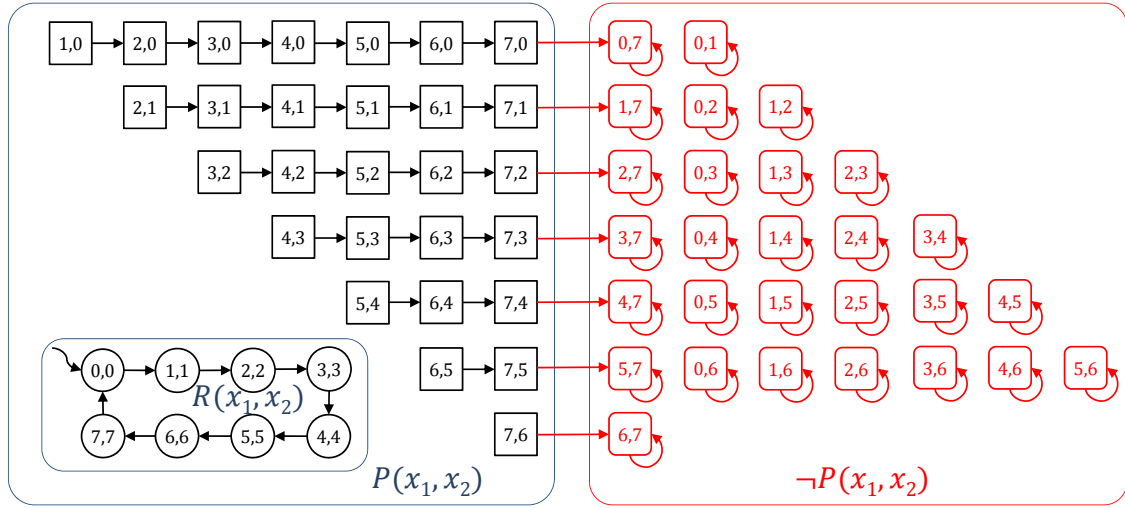 1,0 2,0 3,0 4,0 5,0 6,0 7,0 0,7 0,1
2,1 3,1 4,1 5,1 6,1 7,1 1,7 0,2 1,2
3,2 4,2 5,2 6,2 7,2 2,7 0,3 1,3 2,3
4,3 5,3 6,3 7,3 3,7 0,4 1,4 2,4 3,4
5,4 6,4 7,4 4,7 0,5 1,5 2,5 3,5 4,5
6,5 7,5 5,7 0,6 1,6 2,6 3,6 4,6 5,6
0,0 1,1 2,2 3,3
R(x₁,x₂)
7,7 6,6 5,5 4,4
7,6 6,7
P(x₁,x₂)
¬P(x₁,x₂)